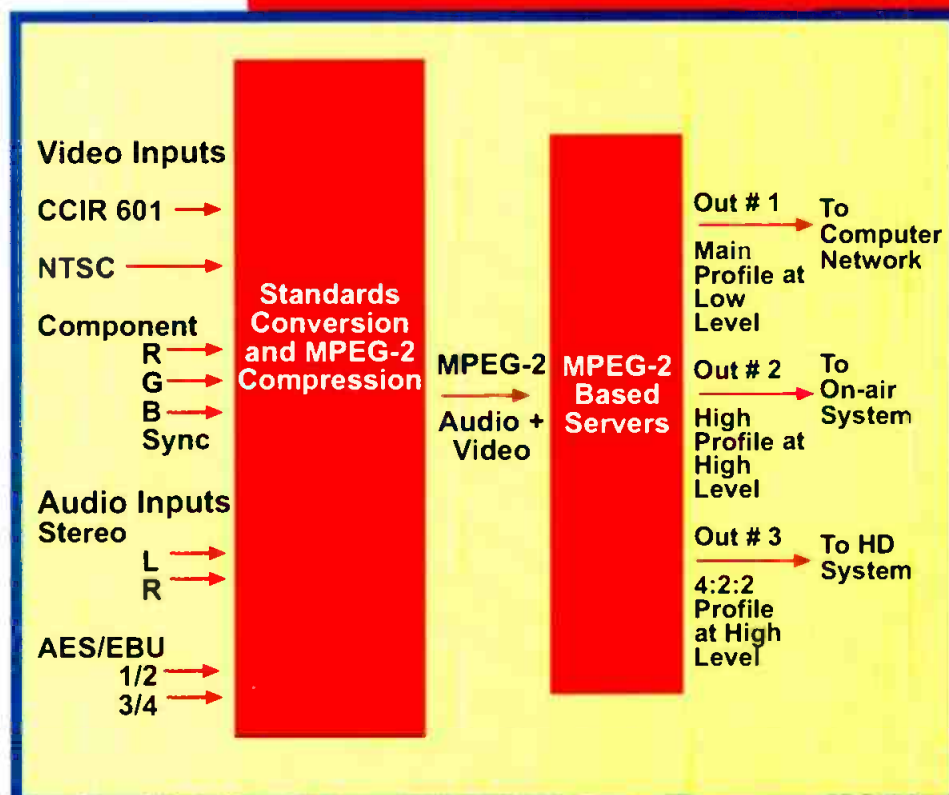 Video Inputs
CCIR 601
NTSC
Component
R
G
B
Sync
Audio Inputs
Stereo
L
R
AES/EBU
1/2
3/4
Standards
Conversion
and MPEG-2
Compression
MPEG-2
Audio +
Video
MPEG-2
Based
Servers
Out # 1
Main
Profile at
Low
Level
To
Computer
Network
Out # 2
High
Profile at
High
Level
To
On-air
System
Out # 3
4:2:2
Profile
at High
Level
To HD
System